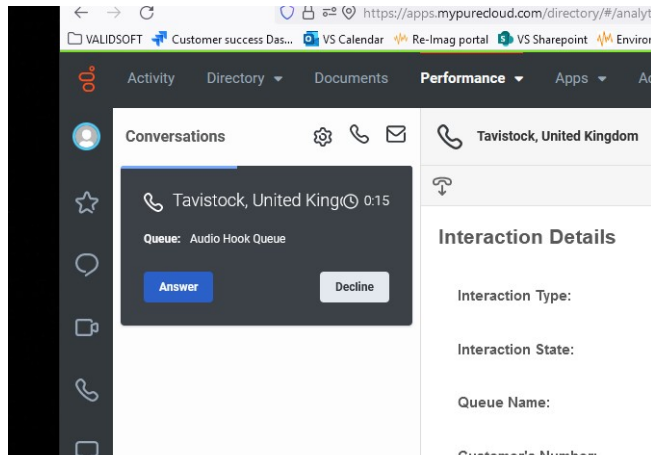 https://apps.mypurecloud.com/directory/#/analyt
VALIDSOFT Customer success Das... VS Calendar Re-Imag portal VS Sharepoint Enviror
Activity Directory Documents Performance Apps
Conversations
Tavistock, United Kingdom
Tavistock, United King 0:15
Queue: Audio Hook Queue
Answer Decline
Interaction Details
Interaction Type:
Interaction State:
Queue Name:
Customer's Number: